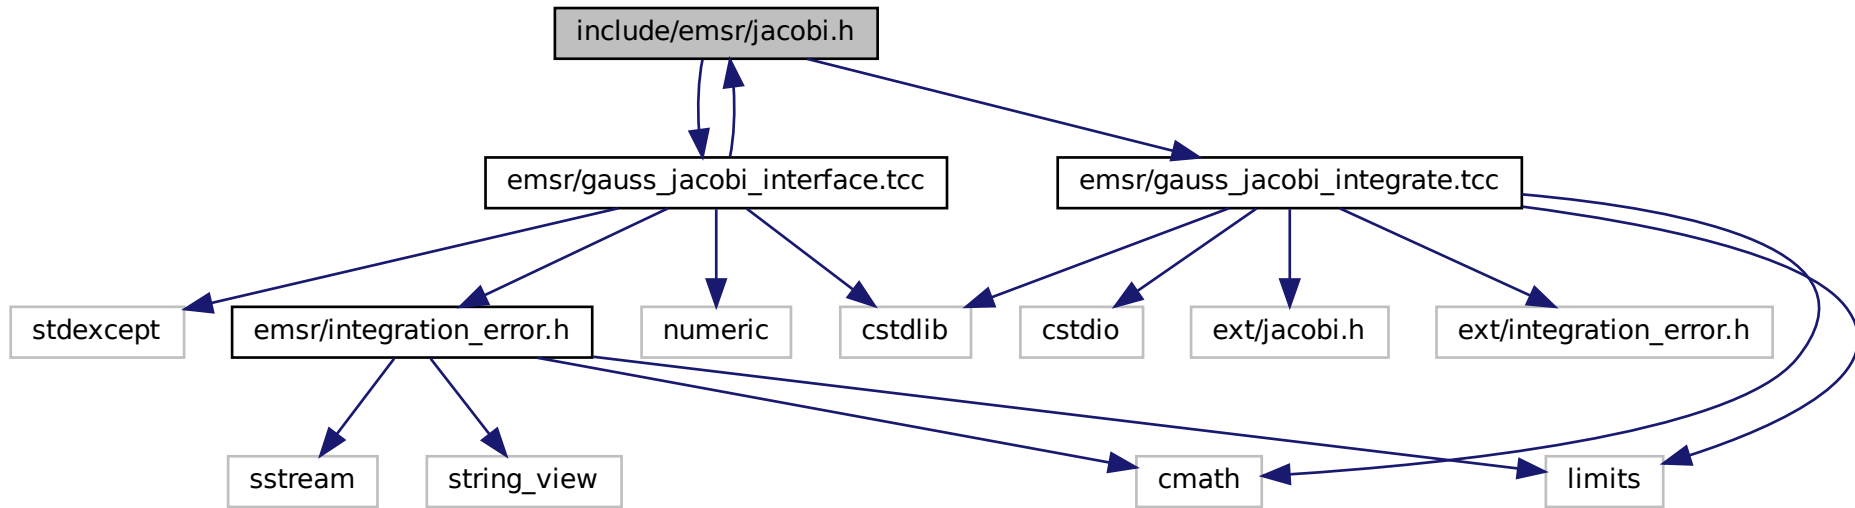 include/emsr/jacobi.h
emsr/gauss_jacobi_interface.tcc
emsr/gauss_jacobi_integrate.tcc
stdexcept
emsr/integration_error.h
numeric
cstdlib
cstdio
ext/jacobi.h
ext/integration_error.h
sstream
string_view
cmath
limits